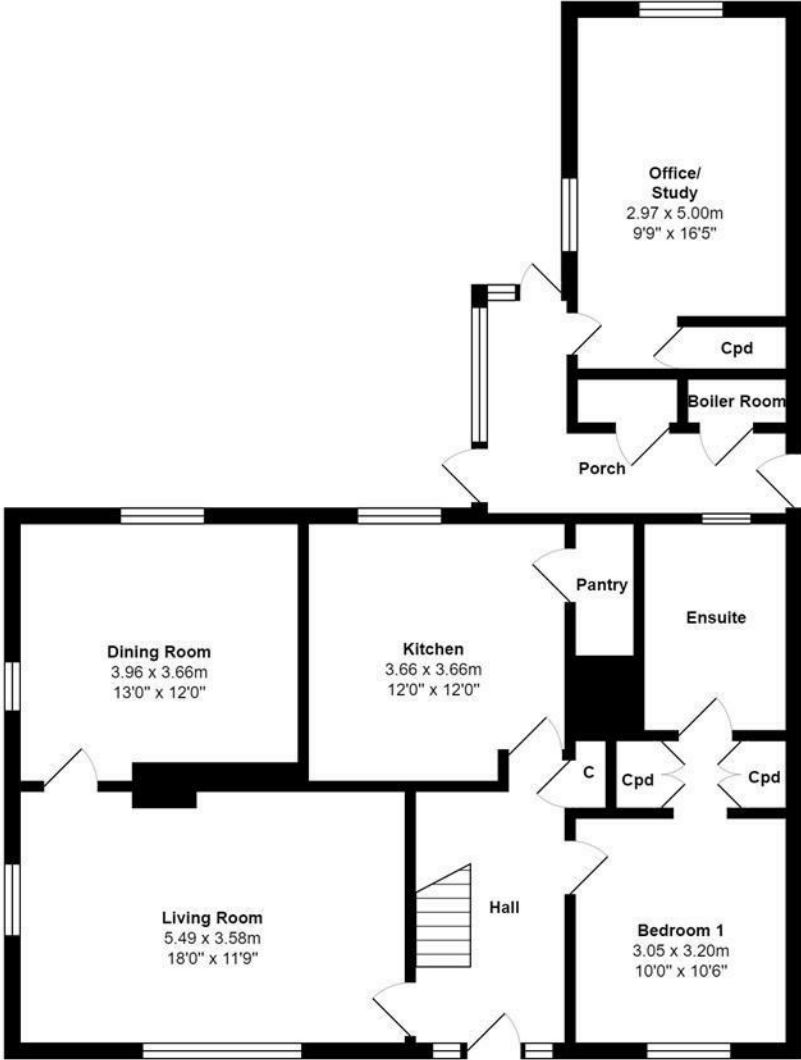 Office/
Study
2.97 x 5.00m
9'9" x 16'5"
Cpd
Boiler Room
Porch
Pantry
Ensuite
Dining Room
3.96 x 3.66m
13'0" x 12'0"
Kitchen
3.66 x 3.66m
12'0" x 12'0"
C
Cpd
Cpd
Hall
Living Room
5.49 x 3.58m
18'0" x 11'9"
Bedroom 1
3.05 x 3.20m
10'0" x 10'6"